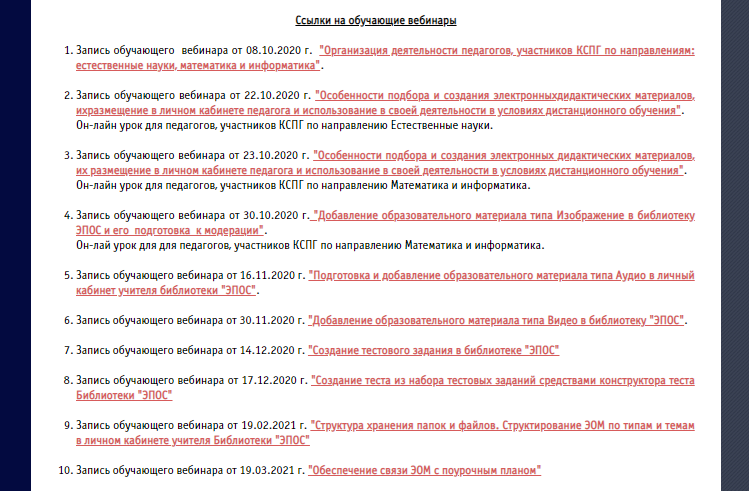 Ссылки на обучающие вебинары
1. Запись обучающего вебинара от 08.10.2020 г. "Организация деятельности педагогов, участников КСПГ по направлениям:
естественные науки, математика и информатика".
2. Запись обучающего вебинара от 22.10.2020 г. "Особенности подбора и создания электронныхдидактических материалов,
ихразмещение в личном кабинете педагога и использование в своей деятельности в условиях дистанционного обучения".
Он-лайн урок для педагогов, участников КСПГ по направлению Естественные науки.
3. Запись обучающего вебинара от 23.10.2020 г. "Особенности подбора и создания электронных дидактических материалов,
их размещение в личном кабинете педагога и использование в своей деятельности в условиях дистанционного обучения".
Он-лайн урок для педагогов, участников КСПГ по направлению Математика и информатика.
4. Запись обучающего вебинара от 30.10.2020 г. "Добавление образовательного материала типа Изображение в библиотеку
ЭПОС и его подготовка к модерации".
Он-лай урок для для педагогов, участников КСПГ по направлению Математика и информатика.
5. Запись обучающего вебинара от 16.11.2020 г. "Подготовка и добавление образовательного материала типа Аудио в личный
кабинет учителя библиотеки "ЭПОС".
6. Запись обучающего вебинара от 30.11.2020 г. "Добавление образовательного материала типа Видео в библиотеку "ЭПОС".
7. Запись обучающего вебинара от 14.12.2020 г. "Создание тестового задания в библиотеке "ЭПОС"
8. Запись обучающего вебинара от 17.12.2020 г. "Создание теста из набора тестовых заданий средствами конструктора теста
Библиотеки "ЭПОС"
9. Запись обучающего вебинара от 19.02.2021 г. "Структура хранения папок и файлов. Структирование ЭОМ по типам и темам
в личном кабинете учителя Библиотеки "ЭПОС"
10. Запись обучающего вебинара от 19.03.2021 г. "Обеспечение связи ЭОМ с поурочным планом"